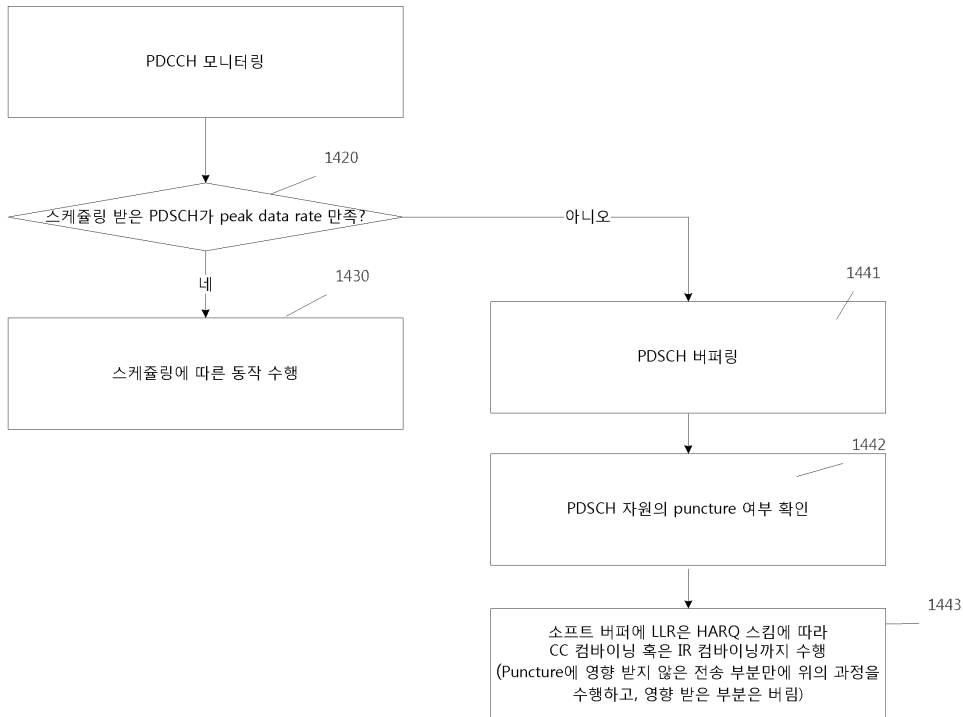 PDCCH 모니터링
1420
스케쥴링 받은 PDSCH가 peak data rate 만족?
아니오
네
1430
1441
스케쥴링에 따른 동작 수행
PDSCH 버퍼링
1442
PDSCH 자원의 puncture 여부 확인
1443
소프트 버퍼에 LLR은 HARQ 스킴에 따라
CC 컴바이닝 혹은 IR 컴바이닝까지 수행
(Puncture에 영향 받지 않은 전송 부분만에 위의 과정을
수행하고, 영향 받은 부분은 버림)